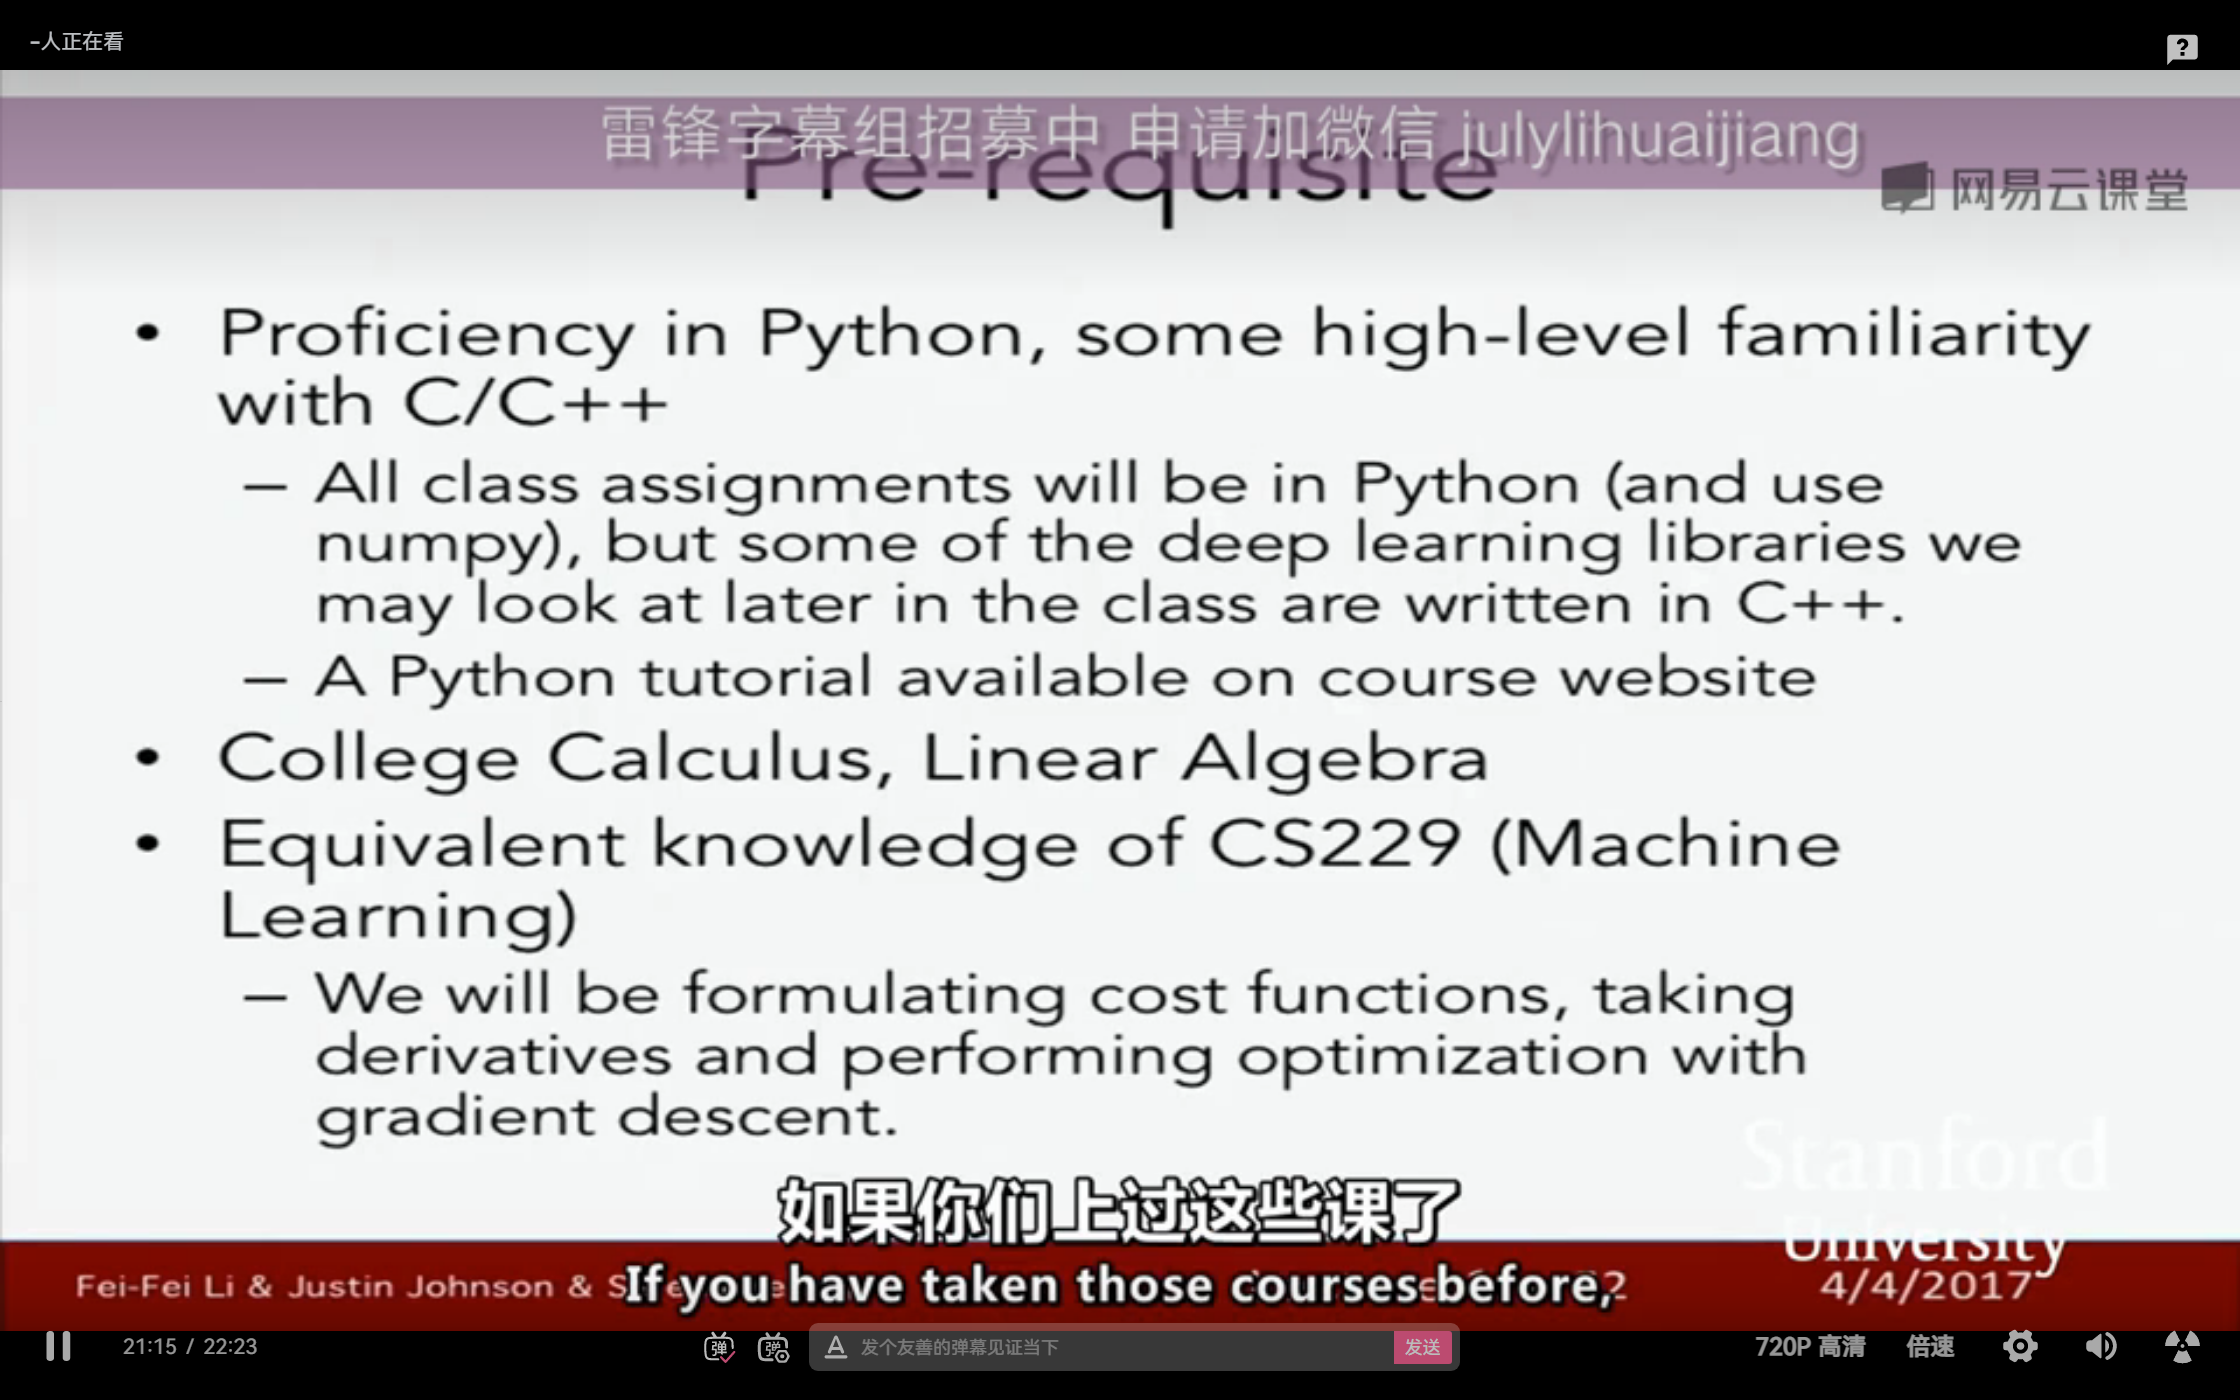 -人正在看
雷锋字幕组招募中 申请加微信 julylihuaijiang
Pre-requisite
网易云课堂
• Proficiency in Python, some high-level familiarity
with C/C++
– All class assignments will be in Python (and use
numpy), but some of the deep learning libraries we
may look at later in the class are written in C++.
– A Python tutorial available on course website
• College Calculus, Linear Algebra
• Equivalent knowledge of CS229 (Machine
Learning)
– We will be formulating cost functions, taking
derivatives and performing optimization with
gradient descent.
Stanford
University
如果你们上过这些课了
If you have taken those courses before,
Fei-Fei Li & Justin Johnson & S
4/4/2017
21:15 / 22:23
弹
弹
A 发个友善的弹幕见证当下
发送
720P 高清
倍速